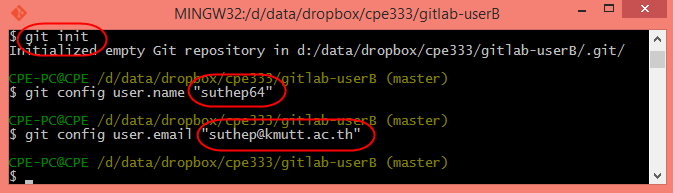 MINGW32:/d/data/dropbox/cpe333/gitlab-userB
$ git init
Initialized empty Git repository in d:/data/dropbox/cpe333/gitlab-userB/.git/
CPE-PC@CPE /d/data/dropbox/cpe333/gitlab-userB (master)
$ git config user.name "suthep64"
CPE-PC@CPE /d/data/dropbox/cpe333/gitlab-userB (master)
$ git config user.email "suthep@kmutt.ac.th"
CPE-PC@CPE /d/data/dropbox/cpe333/gitlab-userB (master)
$